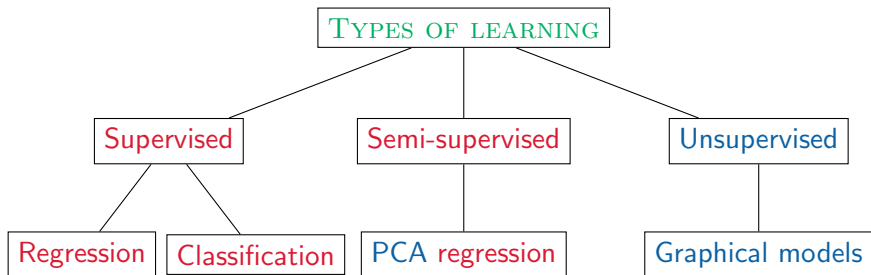 TYPES OF LEARNING
Supervised
Semi-supervised
Unsupervised
Regression
Classification
PCA regression
Graphical models